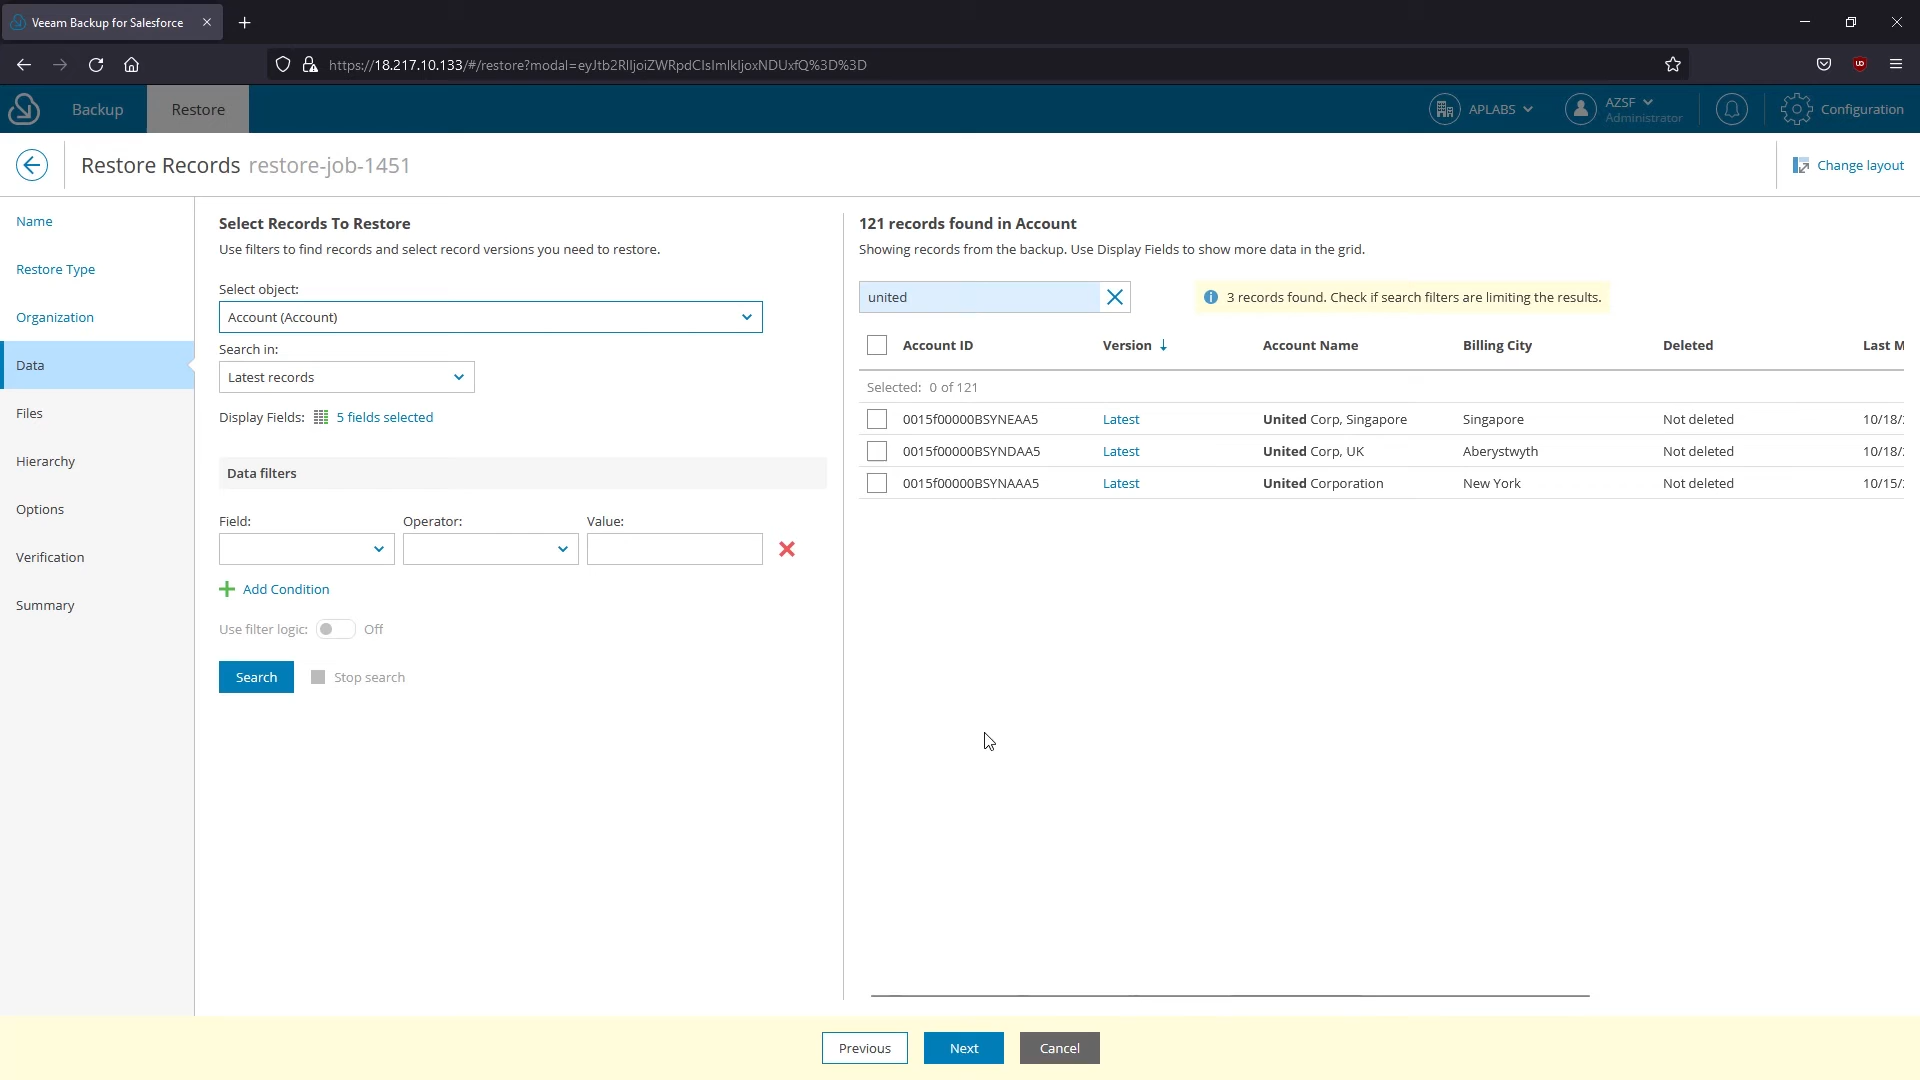 Veeam Backup for Salesforce
https://18.217.10.133/#/restore?modal=eyJtb2RlIjoiZWRpdCIsImlkIjoxNDUxfQ%3D%3D
Backup
Restore
APLABS
AZSF
Administrator
Configuration
Restore Records restore-job-1451
Change layout
Name
Restore Type
Organization
Data
Files
Hierarchy
Options
Verification
Summary
Select Records To Restore
Use filters to find records and select record versions you need to restore.
Select object:
Account (Account)
Search in:
Latest records
Display Fields: 5 fields selected
Data filters
Field: Operator: Value:
Add Condition
Use filter logic: Off
Search Stop search
121 records found in Account
Showing records from the backup. Use Display Fields to show more data in the grid.
united
3 records found. Check if search filters are limiting the results.
Account ID Version Account Name Billing City Deleted Last M
Selected: 0 of 121
0015f00000BSYNEAA5 Latest United Corp, Singapore Singapore Not deleted 10/18/
0015f00000BSYNDAA5 Latest United Corp, UK Aberystwyth Not deleted 10/18/
0015f00000BSYNAAA5 Latest United Corporation New York Not deleted 10/15/
Previous Next Cancel